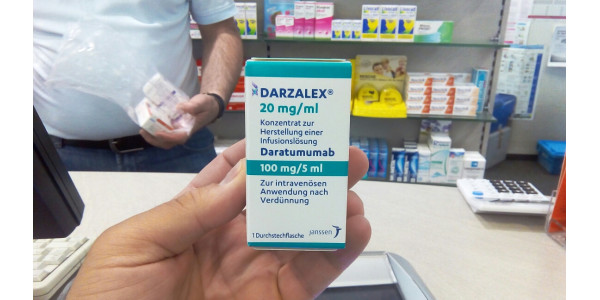 DARZALEX®
20 mg/ml
Konzentrat zur
Herstellung einer
Infusionslösung
Daratumumab
100 mg/5 ml
Zur intravenösen
Anwendung nach
Verdünnung
1 Durchstechflasche
janssen